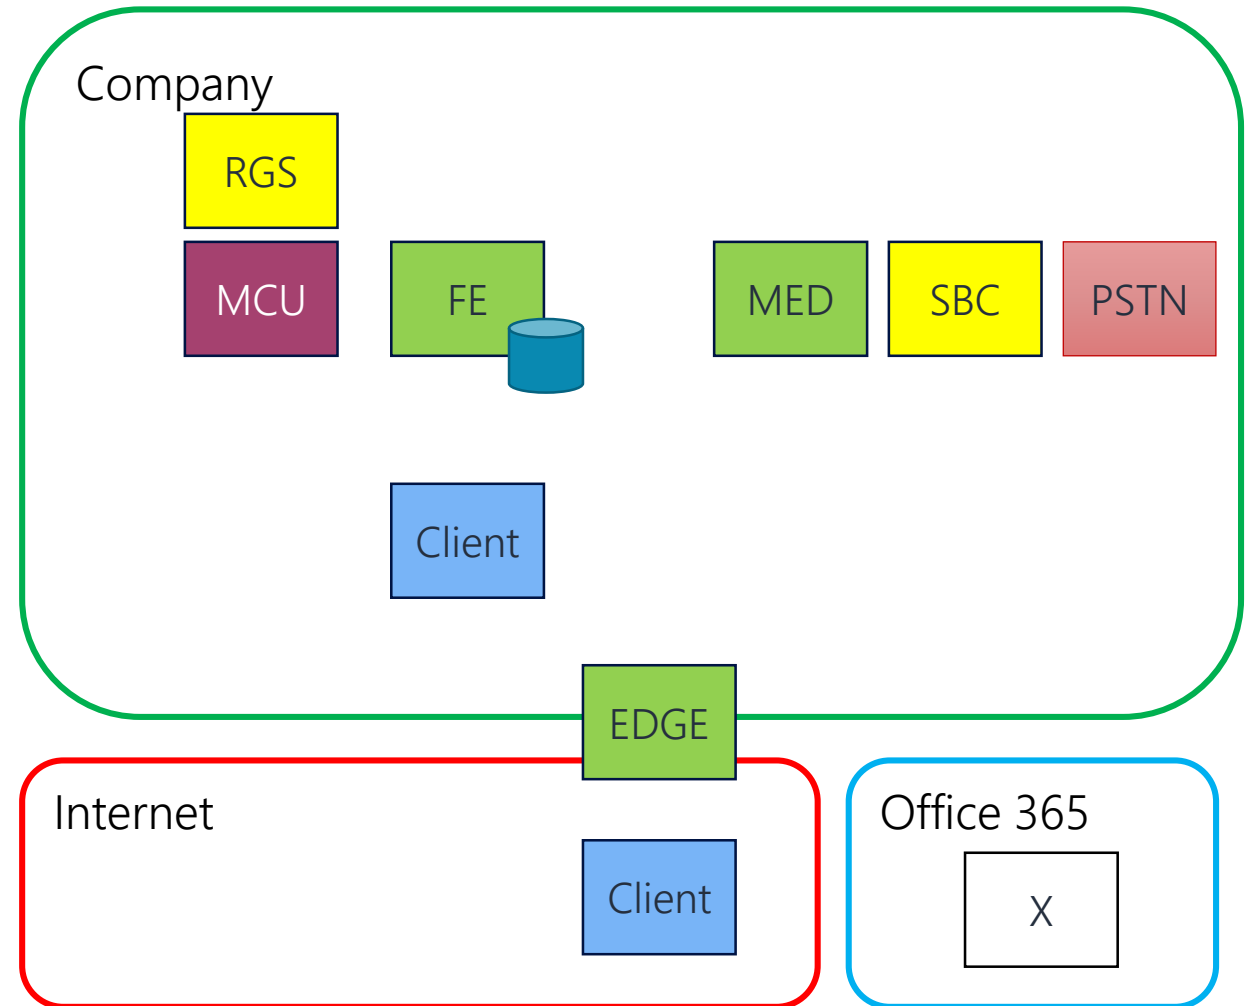 Company
RGS
MCU
FE
MED
SBC
PSTN
Client
EDGE
Internet
Office 365
Client
X